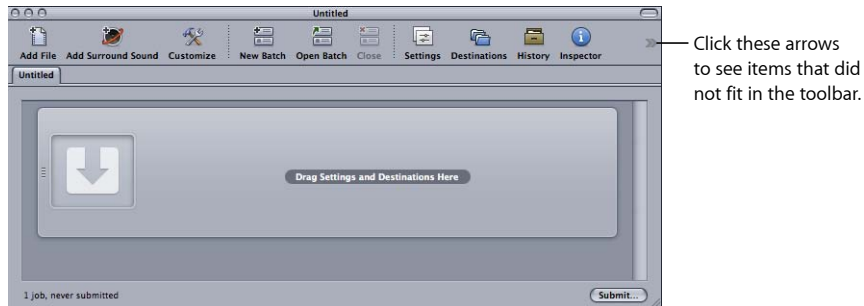 Untitled
Add File Add Surround Sound Customize New Batch Open Batch Close Settings Destinations History Inspector
Click these arrows
to see items that did
not fit in the toolbar.
Untitled
Drag Settings and Destinations Here
1 job, never submitted
Submit...